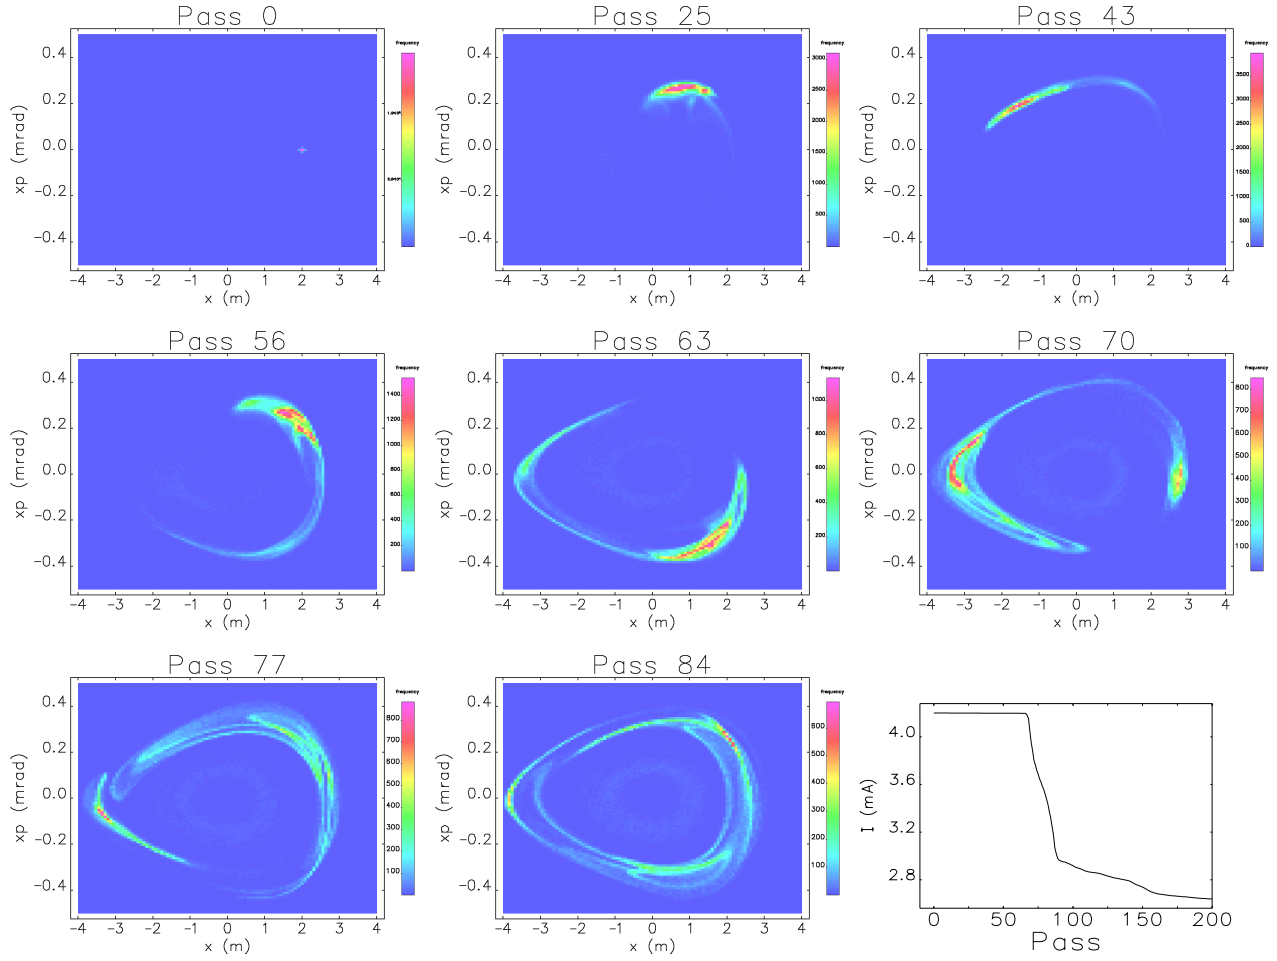 Pass 0
frequency
0.4
0.2
0.0
-0.2
-0.4
xp (mrad)
-4 -3 -2 -1 0 1 2 3 4
x (m)
Pass 25
frequency
3000
2500
2000
1500
1000
500
0.4
0.2
0.0
-0.2
-0.4
xp (mrad)
-4 -3 -2 -1 0 1 2 3 4
x (m)
Pass 43
frequency
3500
3000
2500
2000
1500
1000
500
0
0.4
0.2
0.0
-0.2
-0.4
xp (mrad)
-4 -3 -2 -1 0 1 2 3 4
x (m)
Pass 56
frequency
1400
1200
1000
800
600
400
200
0.4
0.2
0.0
-0.2
-0.4
xp (mrad)
-4 -3 -2 -1 0 1 2 3 4
x (m)
Pass 63
frequency
1000
800
600
400
200
0.4
0.2
0.0
-0.2
-0.4
xp (mrad)
-4 -3 -2 -1 0 1 2 3 4
x (m)
Pass 70
frequency
800
700
600
500
400
300
200
100
0.4
0.2
0.0
-0.2
-0.4
xp (mrad)
-4 -3 -2 -1 0 1 2 3 4
x (m)
Pass 77
frequency
800
700
600
500
400
300
200
100
0.4
0.2
0.0
-0.2
-0.4
xp (mrad)
-4 -3 -2 -1 0 1 2 3 4
x (m)
Pass 84
frequency
600
500
400
300
200
100
0.4
0.2
0.0
-0.2
-0.4
xp (mrad)
-4 -3 -2 -1 0 1 2 3 4
x (m)
4.0
3.6
3.2
2.8
I (mA)
0 50 100 150 200
Pass